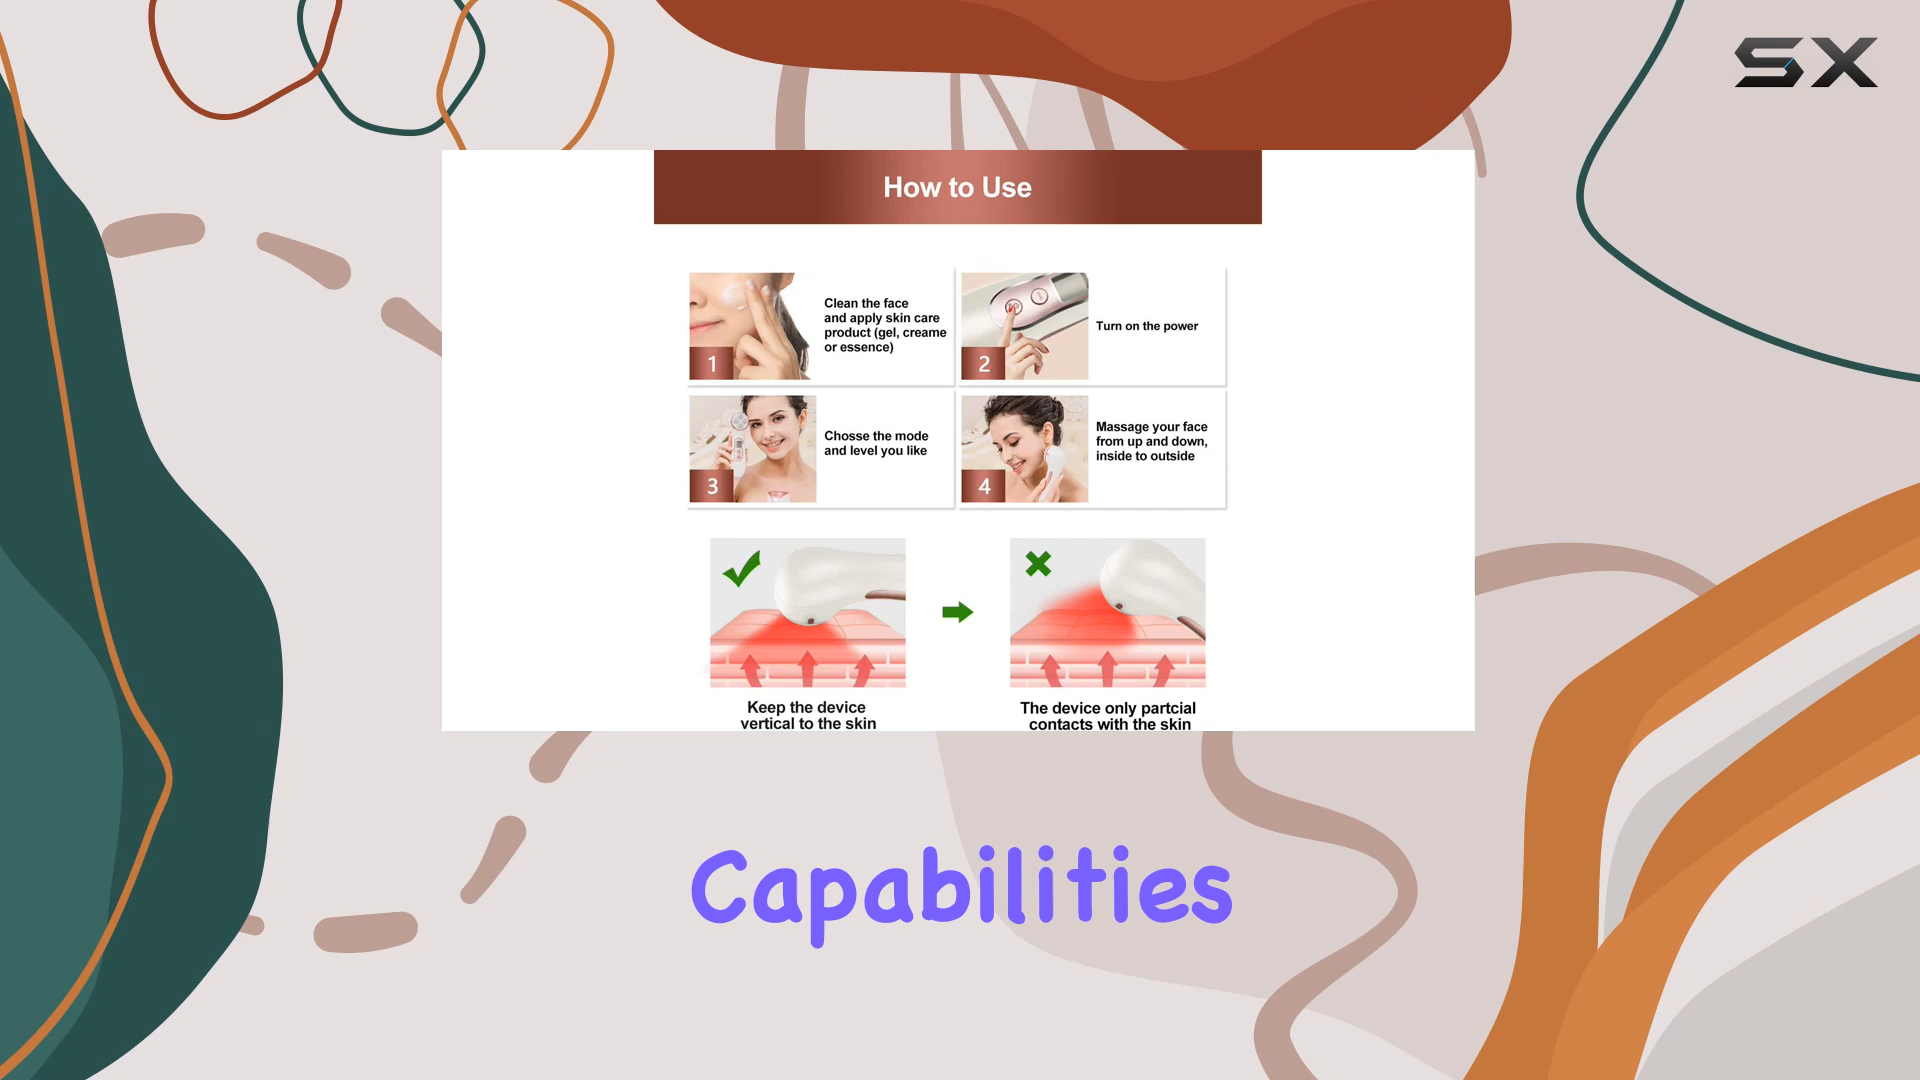 SX
How to Use
Clean the face
and apply skin care
product (gel, creame
or essence)
1
Turn on the power
2
Chosse the mode
and level you like
3
Massage your face
from up and down,
inside to outside
4
Keep the device
vertical to the skin
The device only partcial
contacts with the skin
Capabilities